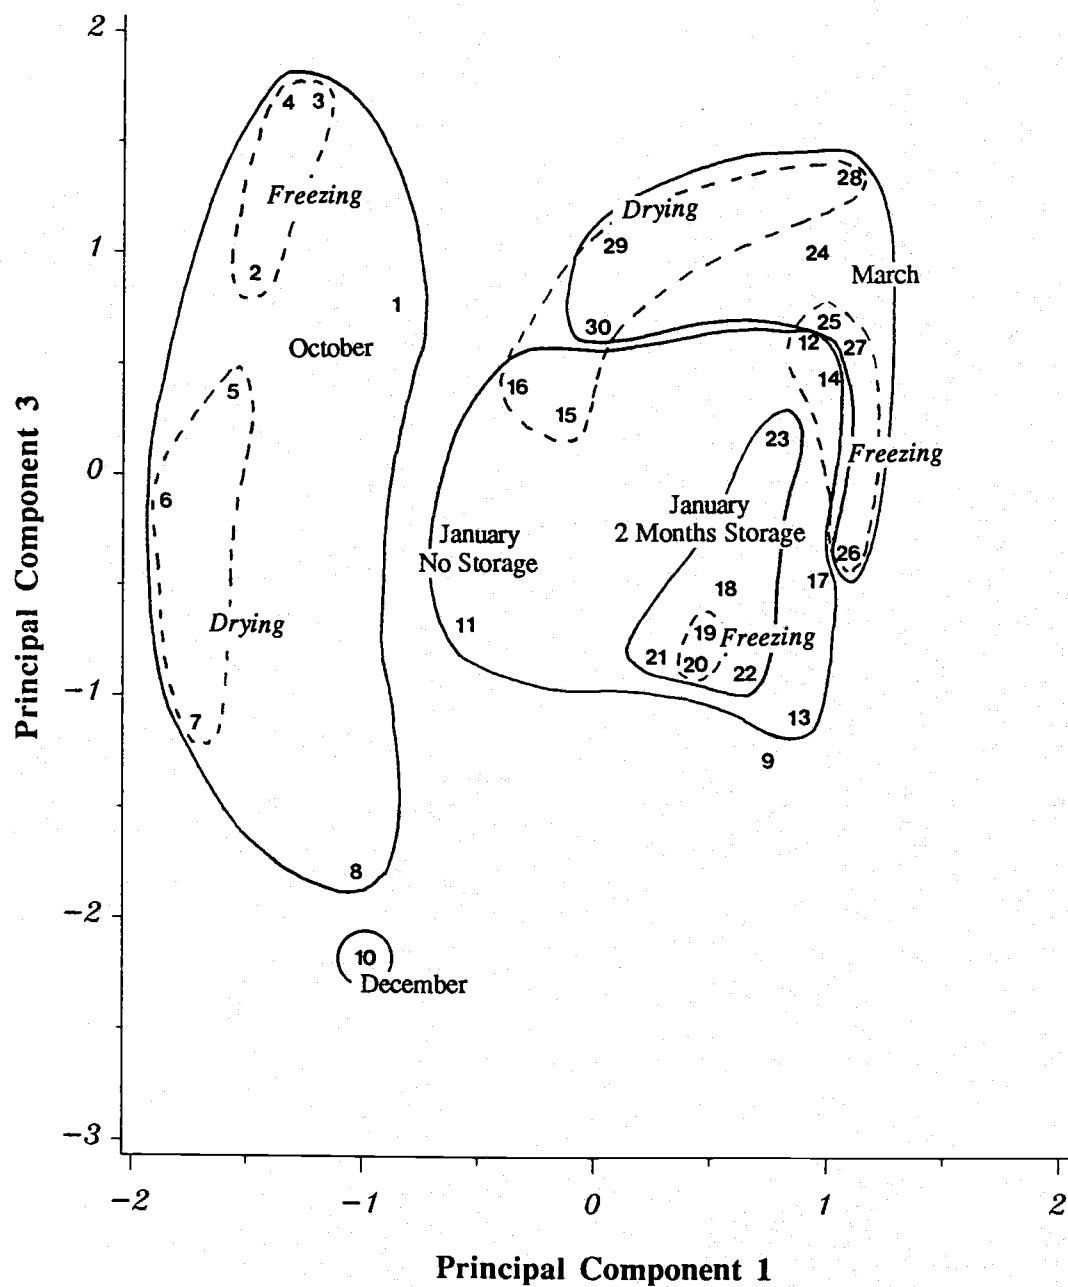 2
4 3
Freezing
28
Drying
29
1
24
2
March
1
25
30
12
27
October
14
5
16
15
Principal Component 3
23
Freezing
0
6
January
2 Months Storage
January
No Storage
26
17
18
11
19
Drying
Freezing
21
20
22
-1
7
13
9
8
-2
10
December
-3
-2
-1
0
1
2
Principal Component 1